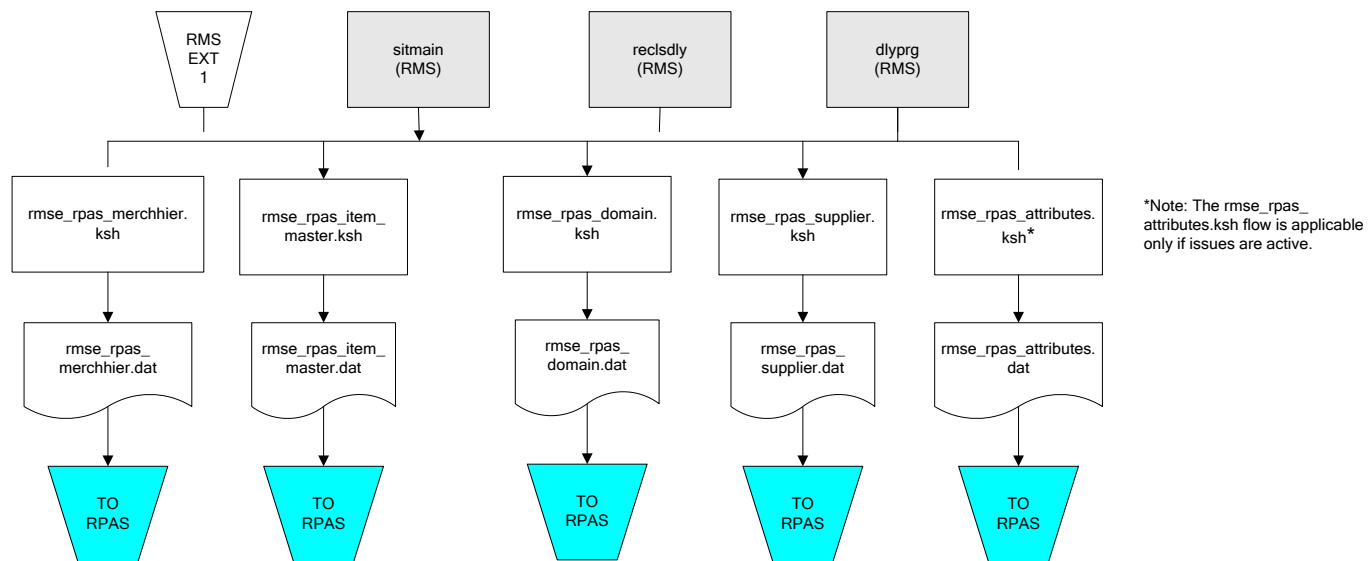 RMS
EXT
1
sitmain
(RMS)
reclsdly
(RMS)
dlyprg
(RMS)
rmse_rpas_merchhier.
ksh
rmse_rpas_item_
master.ksh
rmse_rpas_domain.
ksh
rmse_rpas_supplier.
ksh
rmse_rpas_attributes.
ksh*
*Note: The rmse_rpas_
attributes.ksh flow is applicable
only if issues are active.
rmse_rpas_
merchhier.dat
rmse_rpas_item_
master.dat
rmse_rpas_
domain.dat
rmse_rpas_
supplier.dat
rmse_rpas_attributes.
dat
TO
RPAS
TO
RPAS
TO
RPAS
TO
RPAS
TO
RPAS